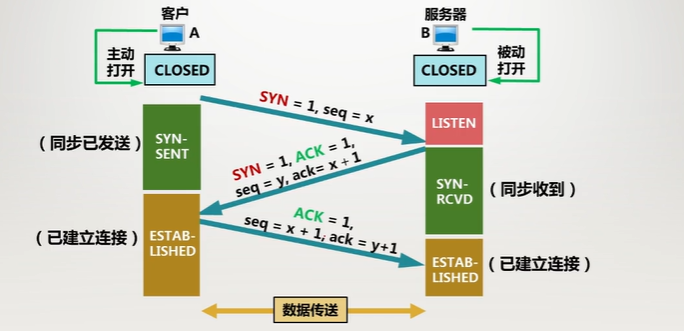 客户
A
服务器
B
主动
打开
CLOSED
CLOSED
被动
打开
SYN = 1, seq = x
LISTEN
(同步已发送)
SYN-
SENT
SYN = 1, ACK = 1,
seq = y, ack= x + 1
SYN-
RCVD
(同步收到)
ACK = 1,
seq = x + 1, ack = y+1
(已建立连接)
ESTAB-
LISHED
ESTAB-
LISHED
(已建立连接)
数据传送